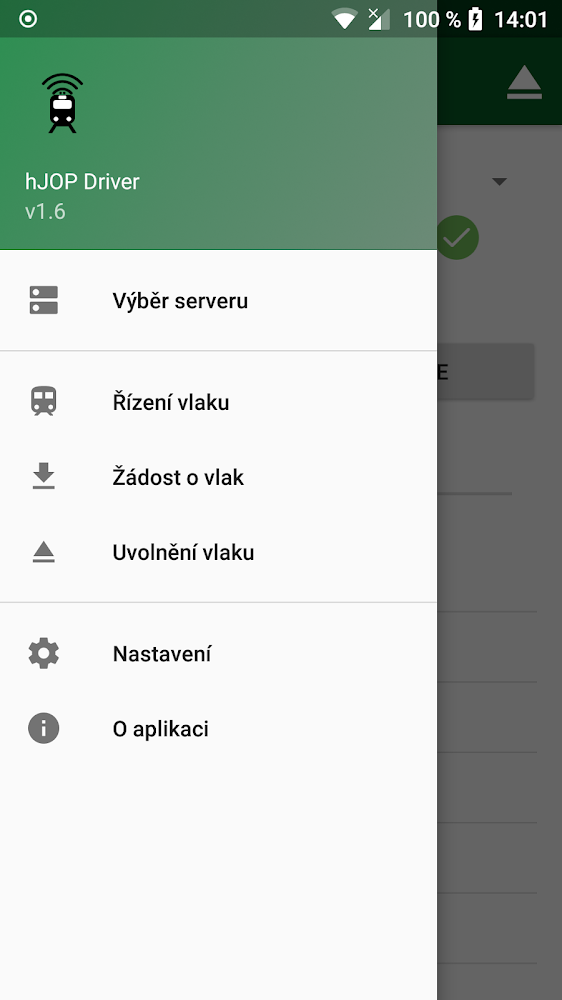 100 % 14:01
hJOP Driver
v1.6
Výběr serveru
E
Řízení vlaku
Žádost o vlak
Uvolnění vlaku
Nastavení
O aplikaci